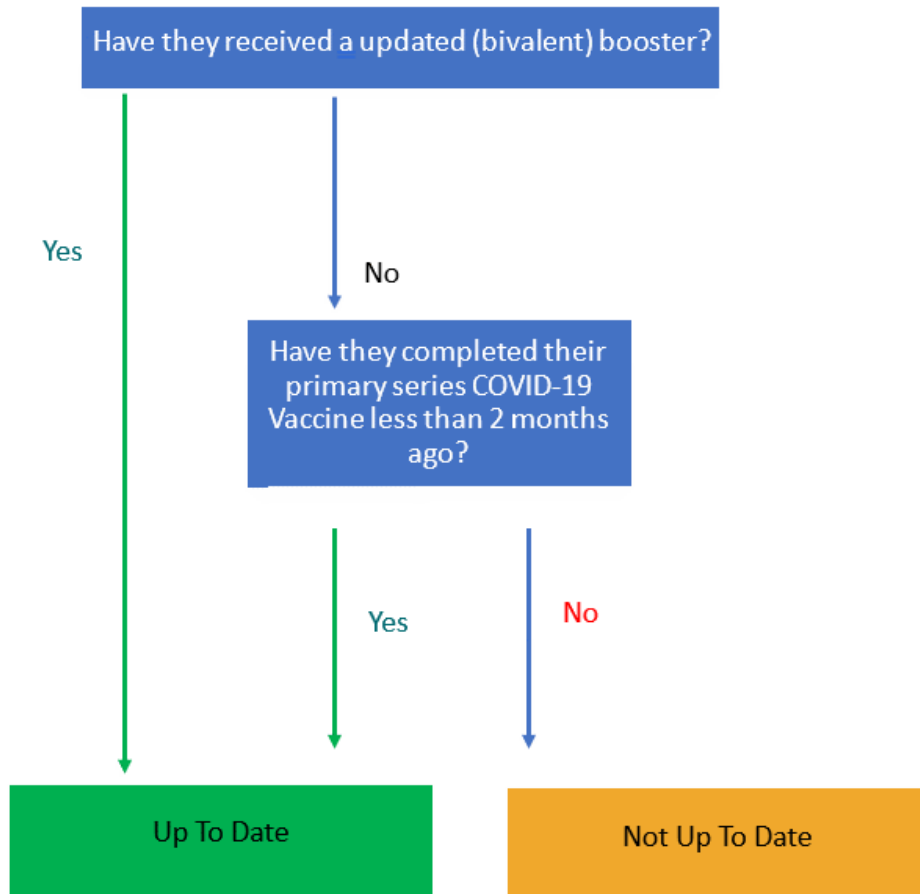 Have they received a updated (bivalent) booster?
Yes
No
Have they completed their
primary series COVID-19
Vaccine less than 2 months
ago?
Yes
No
Up To Date
Not Up To Date